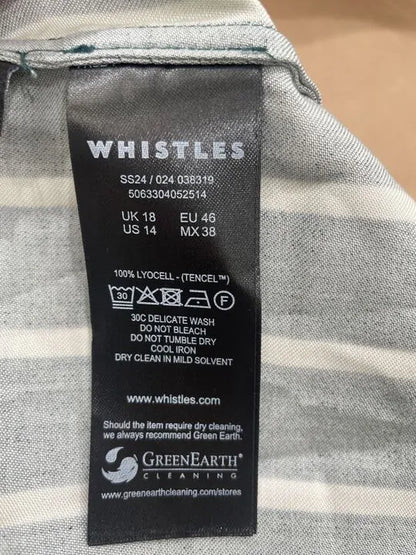 WHISTLES
SS24 / 024 038319
5063304052514
UK 18 EU 46
US 14 MX 38
100% LYOCELL - (TENCEL™)
30 F
30C DELICATE WASH
DO NOT BLEACH
DO NOT TUMBLE DRY
COOL IRON
DRY CLEAN IN MILD SOLVENT
www.whistles.com
Should the item require dry cleaning,
we always recommend Green Earth.
GREENEARTH®
CLEANING
www.greenearthcleaning.com/stores